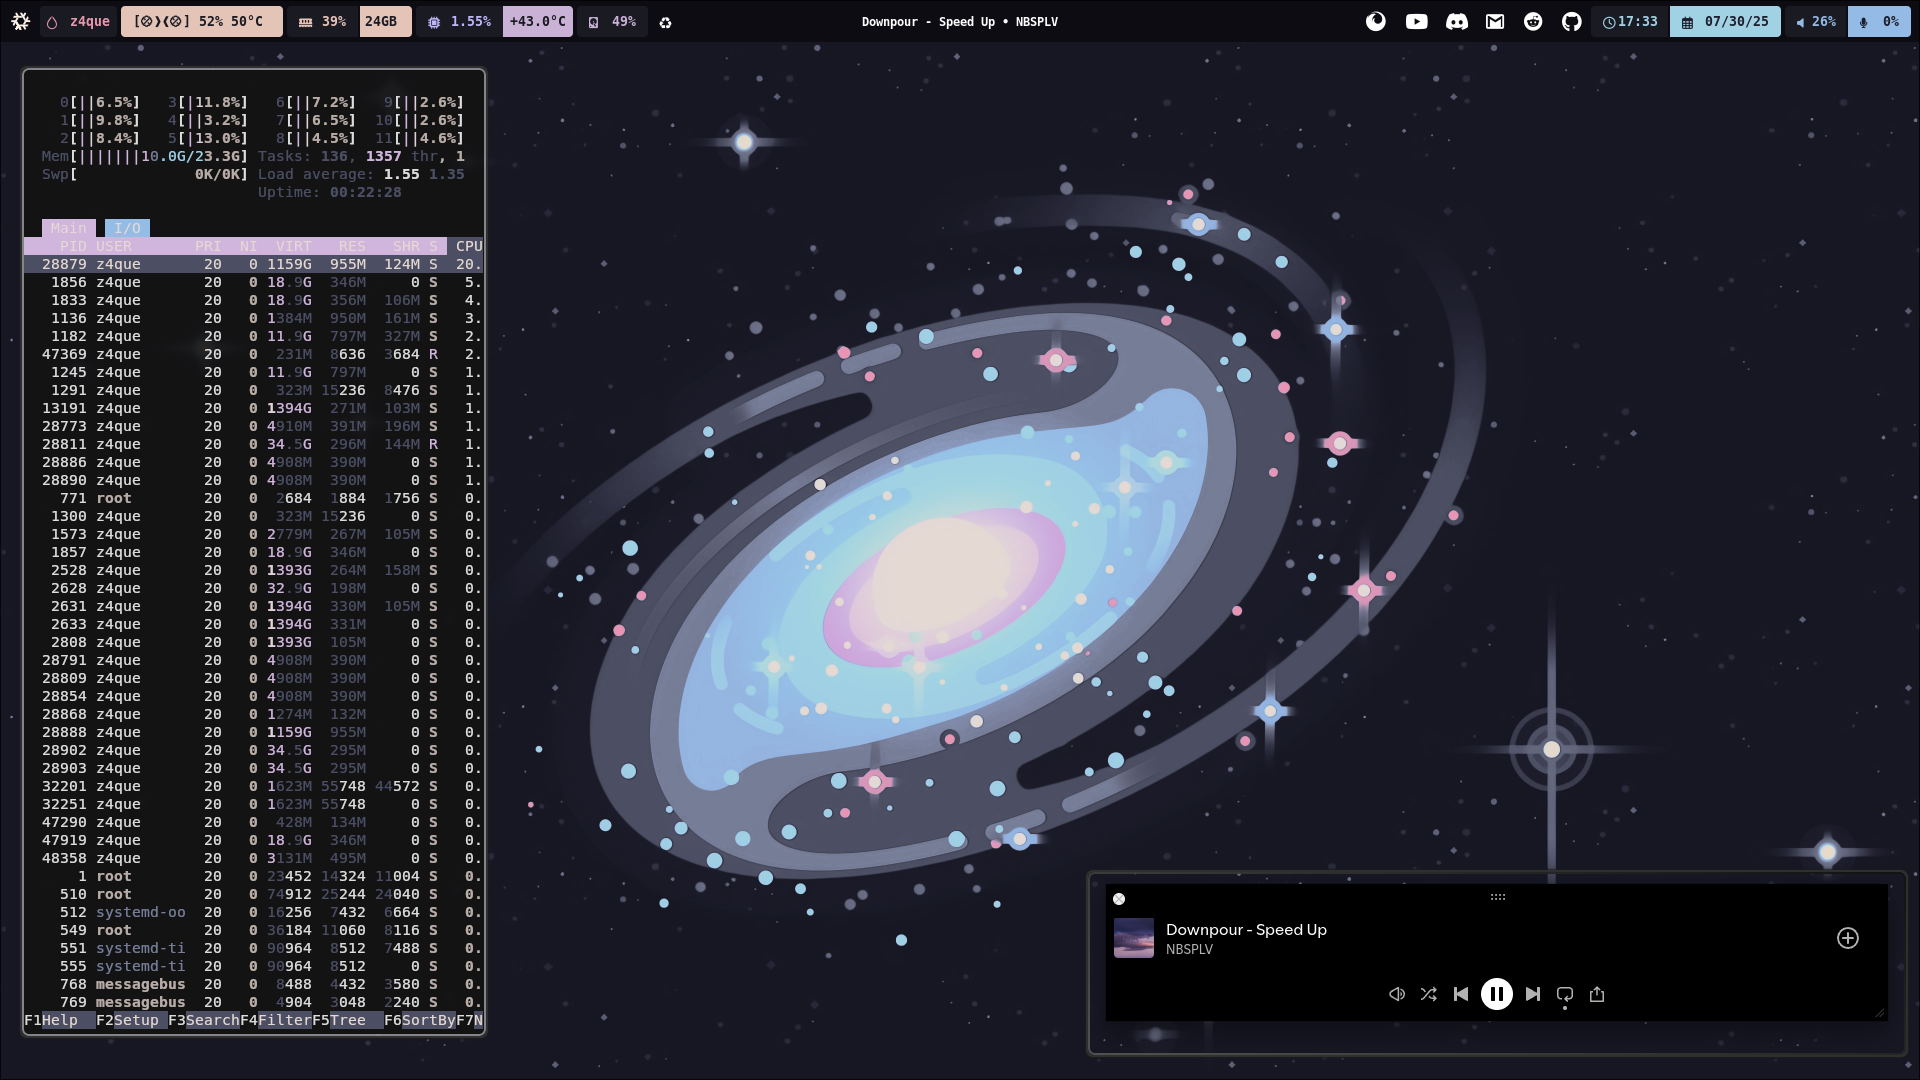 z4que [⊗❫❨⊗] 52% 50°C 39% 24GB 1.55% +43.0°C 49% Downpour - Speed Up • NBSPLV 17:33 07/30/25 26% 0%
0[||6.5%] 3[|11.8%] 6[||7.2%] 9[||2.6%]
1[||9.8%] 4[||3.2%] 7[||6.5%] 10[||2.6%]
2[||8.4%] 5[|13.0%] 8[||4.5%] 11[||4.6%]
Mem[|||||||10.0G/23.3G] Tasks: 136, 1357 thr, 1
Swp[ 0K/0K] Load average: 1.55 1.35
Uptime: 00:22:28
Main I/O
PID USER PRI NI VIRT RES SHR S CPU
28879 z4que 20 0 1159G 955M 124M S 20.
1856 z4que 20 0 18.9G 346M 0 S 5.
1833 z4que 20 0 18.9G 356M 106M S 4.
1136 z4que 20 0 1384M 950M 161M S 3.
1182 z4que 20 0 11.9G 797M 327M S 2.
47369 z4que 20 0 231M 8636 3684 R 2.
1245 z4que 20 0 11.9G 797M 0 S 1.
1291 z4que 20 0 323M 15236 8476 S 1.
13191 z4que 20 0 1394G 271M 103M S 1.
28773 z4que 20 0 4910M 391M 196M S 1.
28811 z4que 20 0 34.5G 296M 144M R 1.
28886 z4que 20 0 4908M 390M 0 S 1.
28890 z4que 20 0 4908M 390M 0 S 1.
771 root 20 0 2684 1884 1756 S 0.
1300 z4que 20 0 323M 15236 0 S 0.
1573 z4que 20 0 2779M 267M 105M S 0.
1857 z4que 20 0 18.9G 346M 0 S 0.
2528 z4que 20 0 1393G 264M 158M S 0.
2628 z4que 20 0 32.9G 198M 0 S 0.
2631 z4que 20 0 1394G 330M 105M S 0.
2633 z4que 20 0 1394G 331M 0 S 0.
2808 z4que 20 0 1393G 105M 0 S 0.
28791 z4que 20 0 4908M 390M 0 S 0.
28809 z4que 20 0 4908M 390M 0 S 0.
28854 z4que 20 0 4908M 390M 0 S 0.
28868 z4que 20 0 1274M 132M 0 S 0.
28888 z4que 20 0 1159G 955M 0 S 0.
28902 z4que 20 0 34.5G 295M 0 S 0.
28903 z4que 20 0 34.5G 295M 0 S 0.
32201 z4que 20 0 1623M 55748 44572 S 0.
32251 z4que 20 0 1623M 55748 0 S 0.
47290 z4que 20 0 428M 134M 0 S 0.
47919 z4que 20 0 18.9G 346M 0 S 0.
48358 z4que 20 0 3131M 495M 0 S 0.
1 root 20 0 23452 14324 11004 S 0.
510 root 20 0 74912 25244 24040 S 0.
512 systemd-oo 20 0 16256 7432 6664 S 0.
549 root 20 0 36184 11060 8116 S 0.
551 systemd-ti 20 0 90964 8512 7488 S 0.
555 systemd-ti 20 0 90964 8512 0 S 0.
768 messagebus 20 0 8488 4432 3580 S 0.
769 messagebus 20 0 4904 3048 2240 S 0.
F1Help F2Setup F3SearchF4FilterF5Tree F6SortByF7N
Downpour - Speed Up
NBSPLV